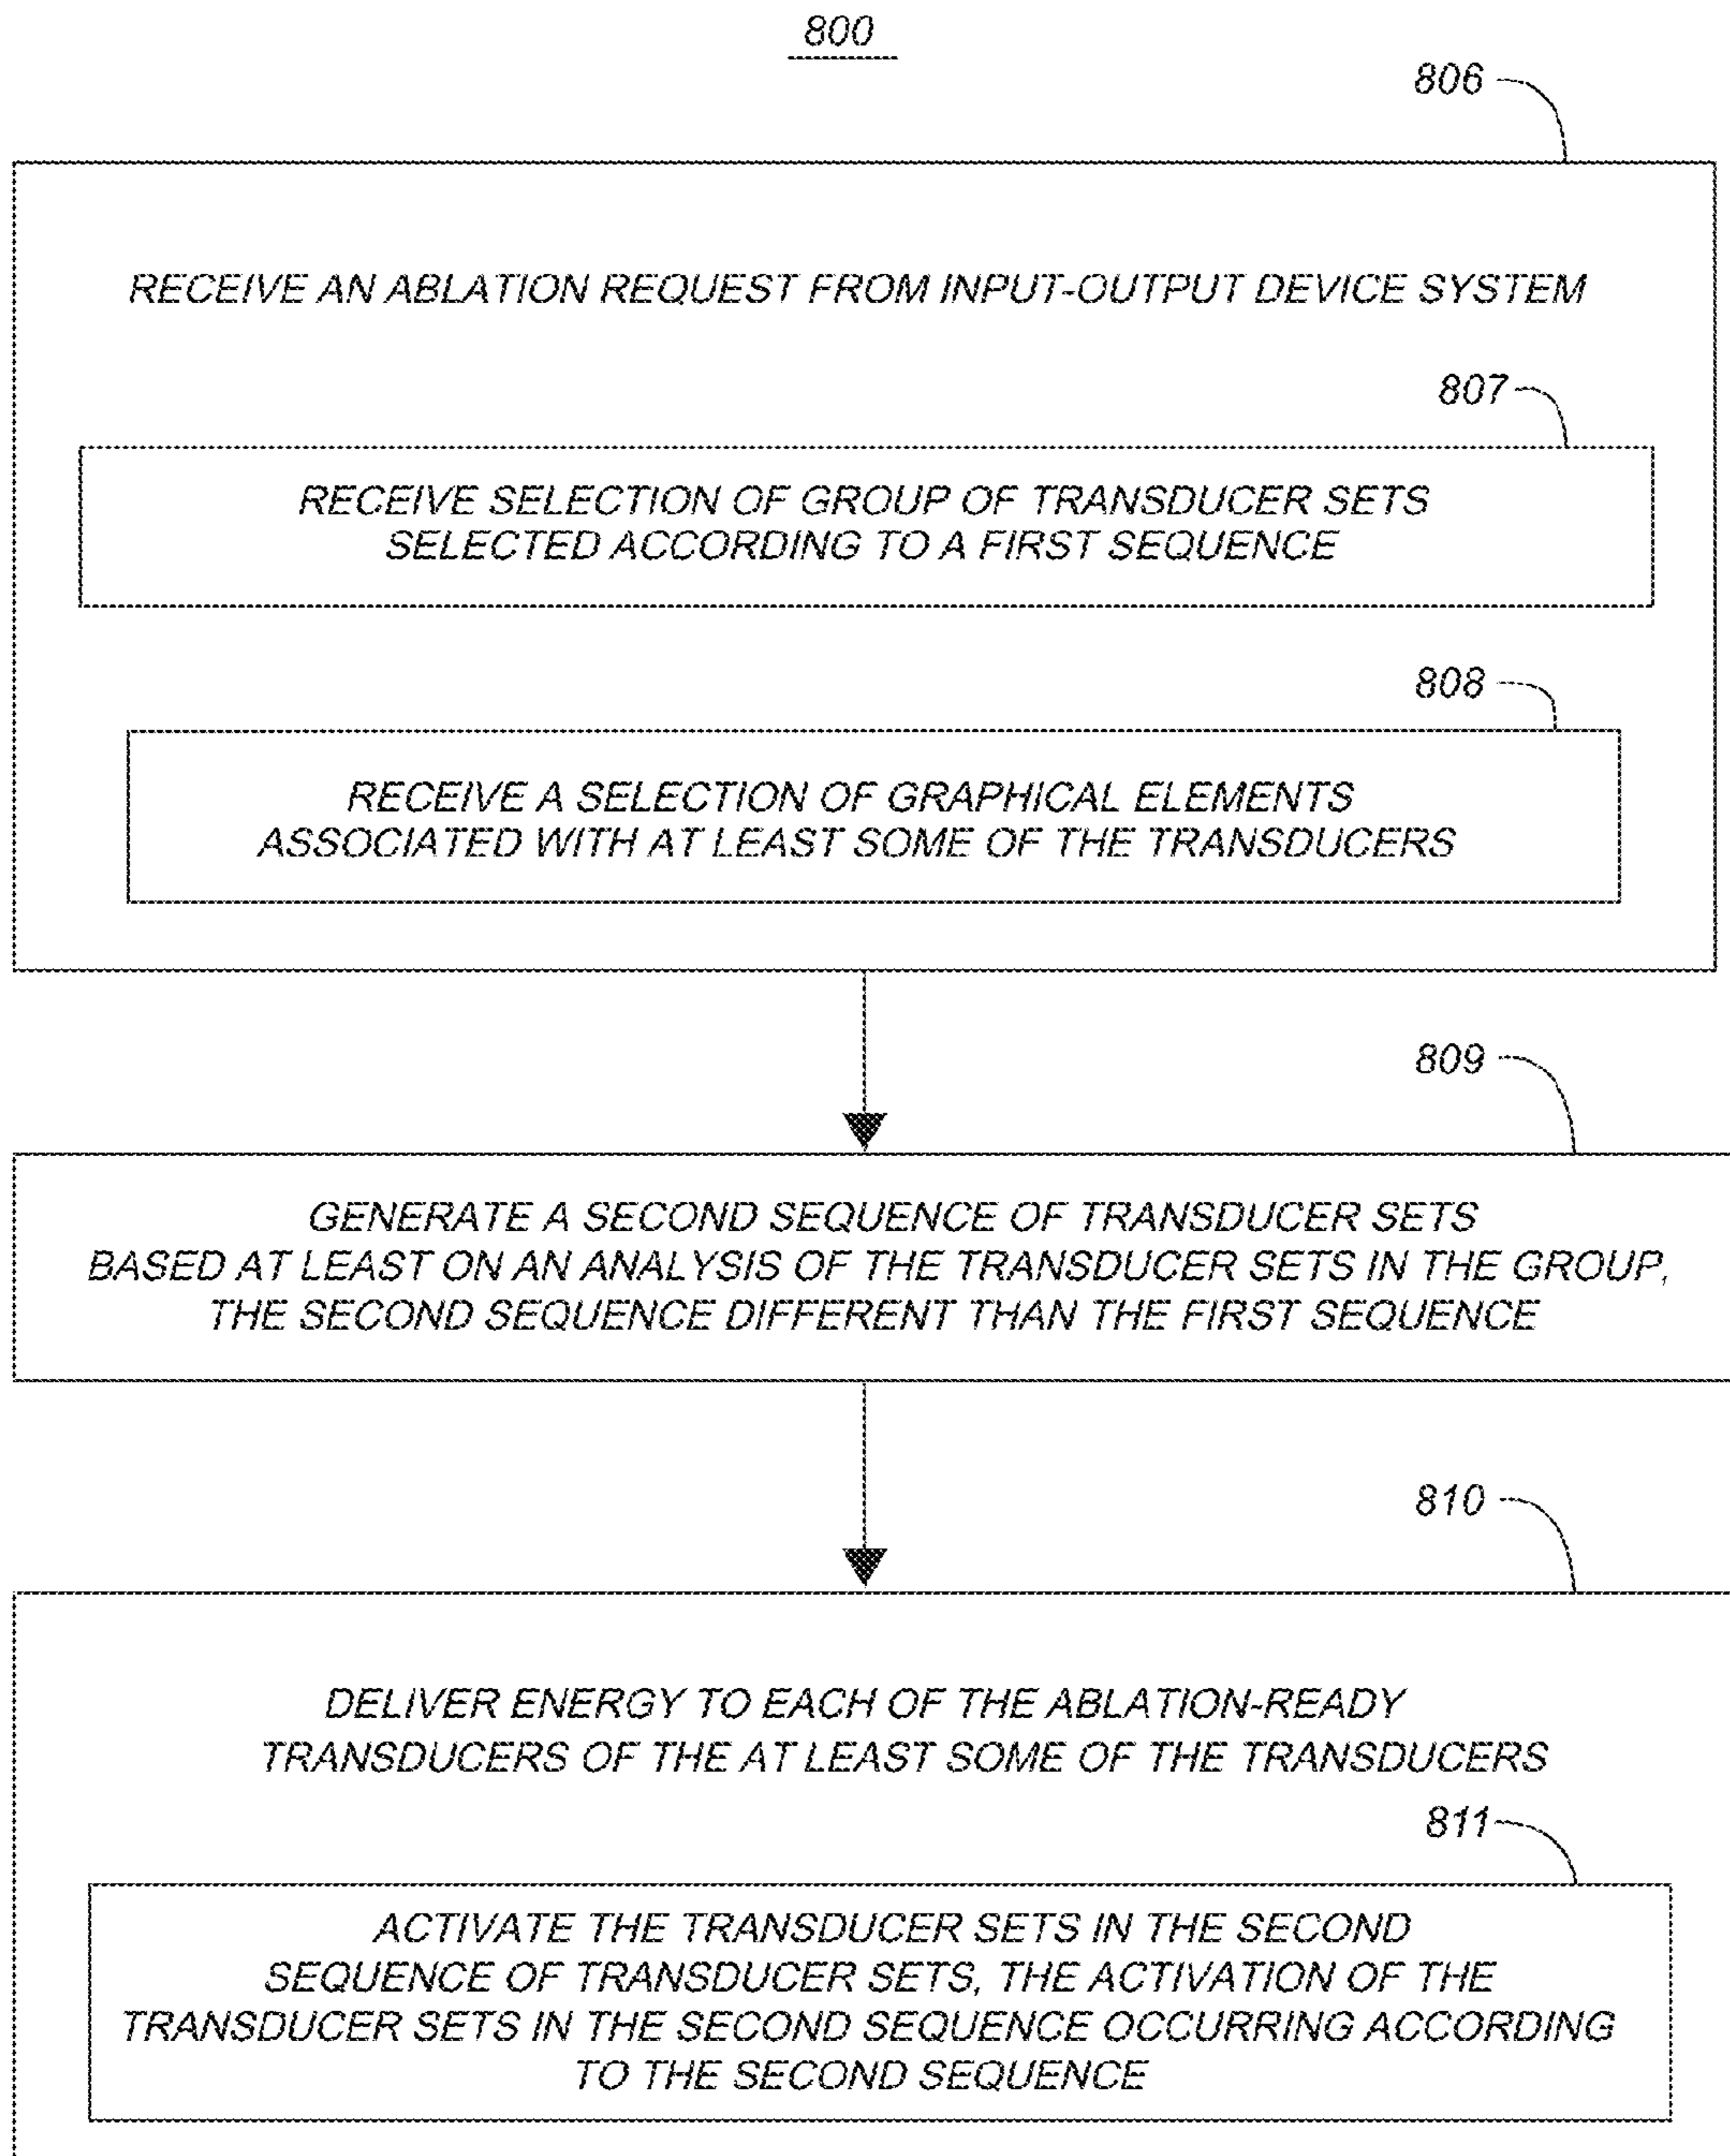 800
806
RECEIVE AN ABLATION REQUEST FROM INPUT-OUTPUT DEVICE SYSTEM
807
RECEIVE SELECTION OF GROUP OF TRANSDUCER SETS
SELECTED ACCORDING TO A FIRST SEQUENCE
808
RECEIVE A SELECTION OF GRAPHICAL ELEMENTS
ASSOCIATED WITH AT LEAST SOME OF THE TRANSDUCERS
809
GENERATE A SECOND SEQUENCE OF TRANSDUCER SETS
BASED AT LEAST ON AN ANALYSIS OF THE TRANSDUCER SETS IN THE GROUP,
THE SECOND SEQUENCE DIFFERENT THAN THE FIRST SEQUENCE
810
DELIVER ENERGY TO EACH OF THE ABLATION-READY
TRANSDUCERS OF THE AT LEAST SOME OF THE TRANSDUCERS
811
ACTIVATE THE TRANSDUCER SETS IN THE SECOND
SEQUENCE OF TRANSDUCER SETS, THE ACTIVATION OF THE
TRANSDUCER SETS IN THE SECOND SEQUENCE OCCURRING ACCORDING
TO THE SECOND SEQUENCE